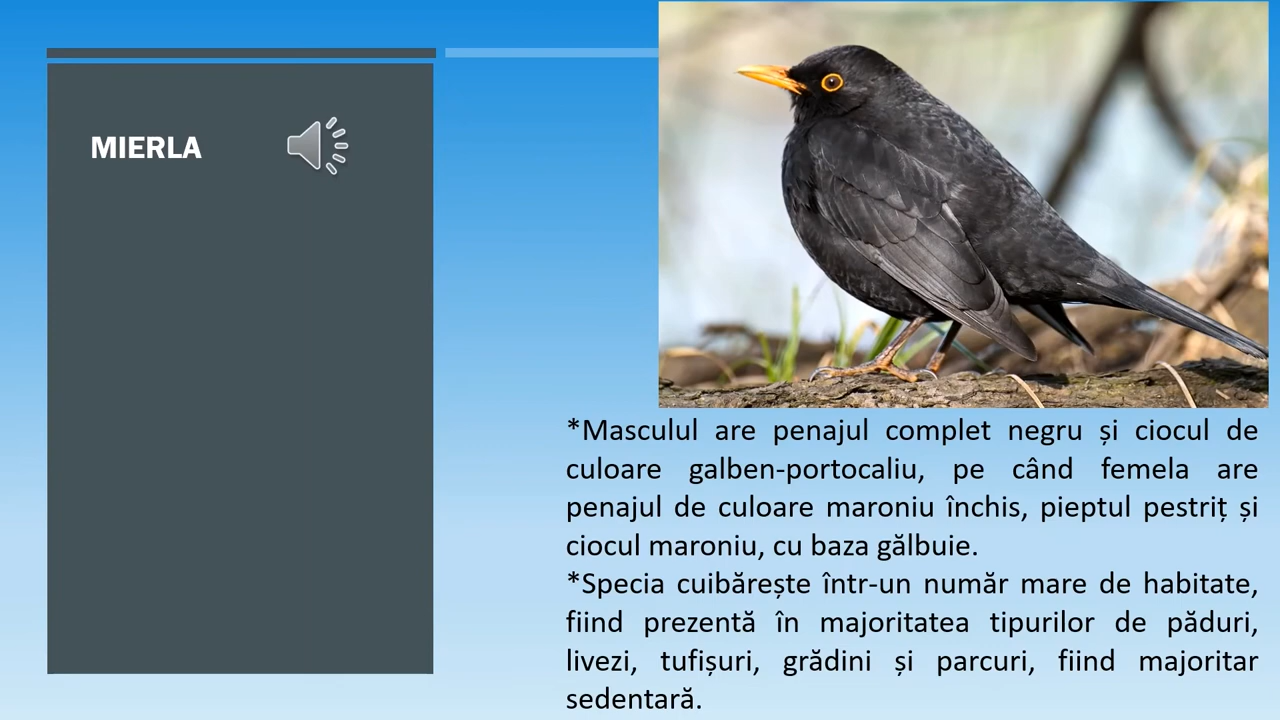 MIERLA
*Masculul are penajul complet negru și ciocul de
culoare galben-portocaliu, pe când femela are
penajul de culoare maroniu închis, pieptul pestriț și
ciocul maroniu, cu baza gălbuie.
*Specia cuibărește într-un număr mare de habitate,
fiind prezentă în majoritatea tipurilor de păduri,
livezi, tufișuri, grădini și parcuri, fiind majoritar
sedentară.